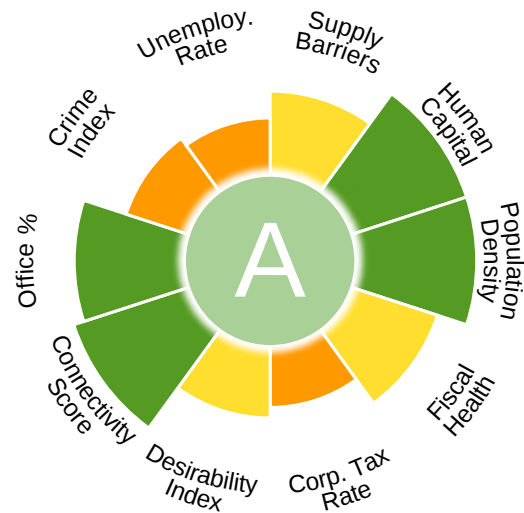 Supply
Barriers
Human
Capital
Population
Density
Fiscal
Health
Corp. Tax
Rate
Desirability
Index
Connectivity
Score
Office %
Crime
Index
Unemploy.
Rate
A